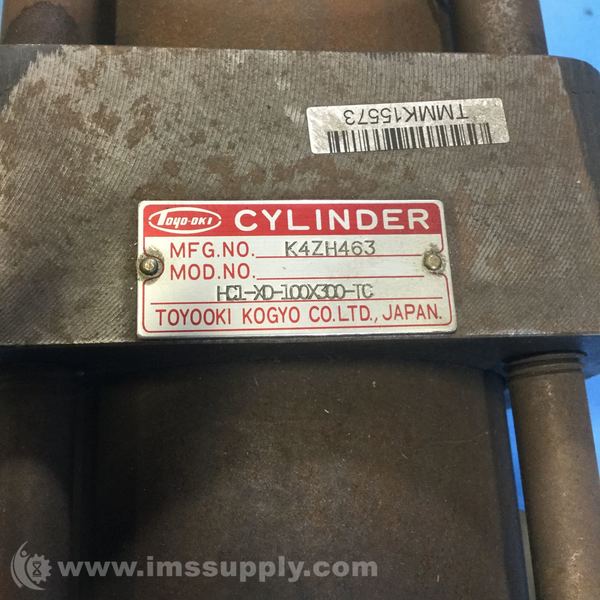 TMMK15573
TOYO-OKI CYLINDER
MFG.NO. K4ZH463
MOD.NO.
HC1-XD-100X300-TC
TOYOOKI KOGYO CO.LTD., JAPAN.
www.imssupply.com